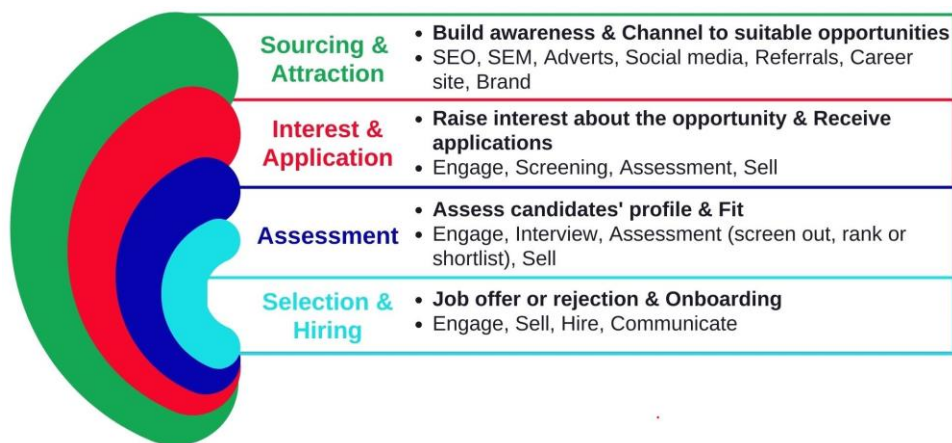 Sourcing &
Attraction
• Build awareness & Channel to suitable opportunities
• SEO, SEM, Adverts, Social media, Referrals, Career
site, Brand
Interest &
Application
• Raise interest about the opportunity & Receive
applications
• Engage, Screening, Assessment, Sell
Assessment
• Assess candidates' profile & Fit
• Engage, Interview, Assessment (screen out, rank or
shortlist), Sell
Selection &
Hiring
• Job offer or rejection & Onboarding
• Engage, Sell, Hire, Communicate